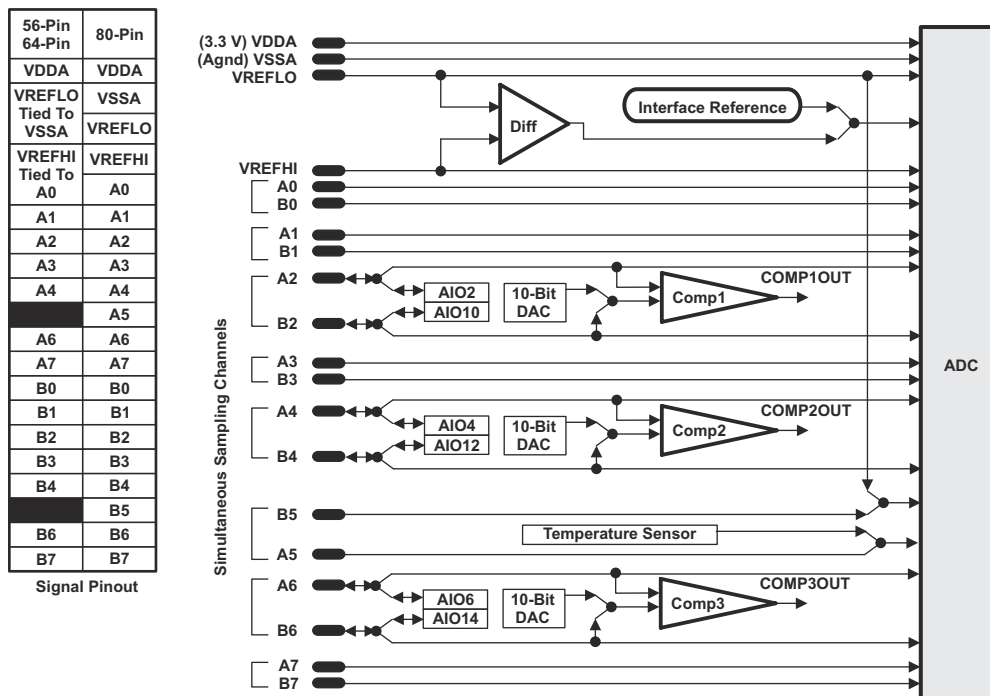 56-Pin
64-Pin
80-Pin
VDDA
VDDA
VREFLO
Tied To
VSSA
VSSA
VREFLO
VREFHI
Tied To
A0
VREFHI
A0
A1
A1
A2
A2
A3
A3
A4
A4
A5
A6
A6
A7
A7
B0
B0
B1
B1
B2
B2
B3
B3
B4
B4
B5
B6
B6
B7
B7
Signal Pinout
Simultaneous Sampling Channels
(3.3 V) VDDA
(Agnd) VSSA
VREFLO
Interface Reference
Diff
VREFHI
A0
B0
A1
B1
A2
AIO2
AIO10
10-Bit
DAC
Comp1
COMP1OUT
B2
A3
B3
ADC
A4
AIO4
AIO12
10-Bit
DAC
Comp2
COMP2OUT
B4
B5
Temperature Sensor
A5
A6
AIO6
AIO14
10-Bit
DAC
Comp3
COMP3OUT
B6
A7
B7